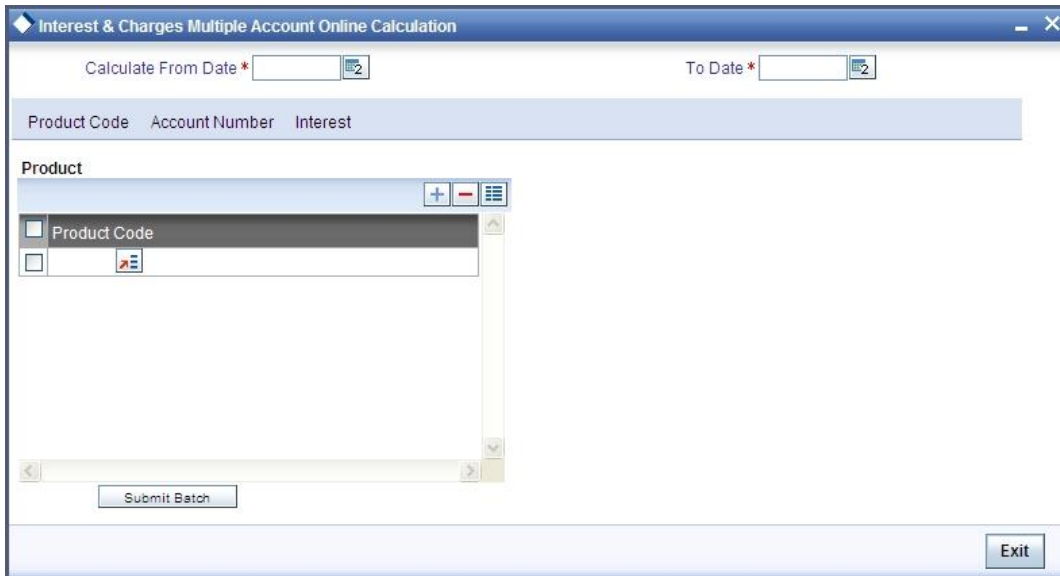 Interest & Charges Multiple Account Online Calculation
Calculate From Date * To Date *
Product Code Account Number Interest
Product
Product Code
Submit Batch
Exit